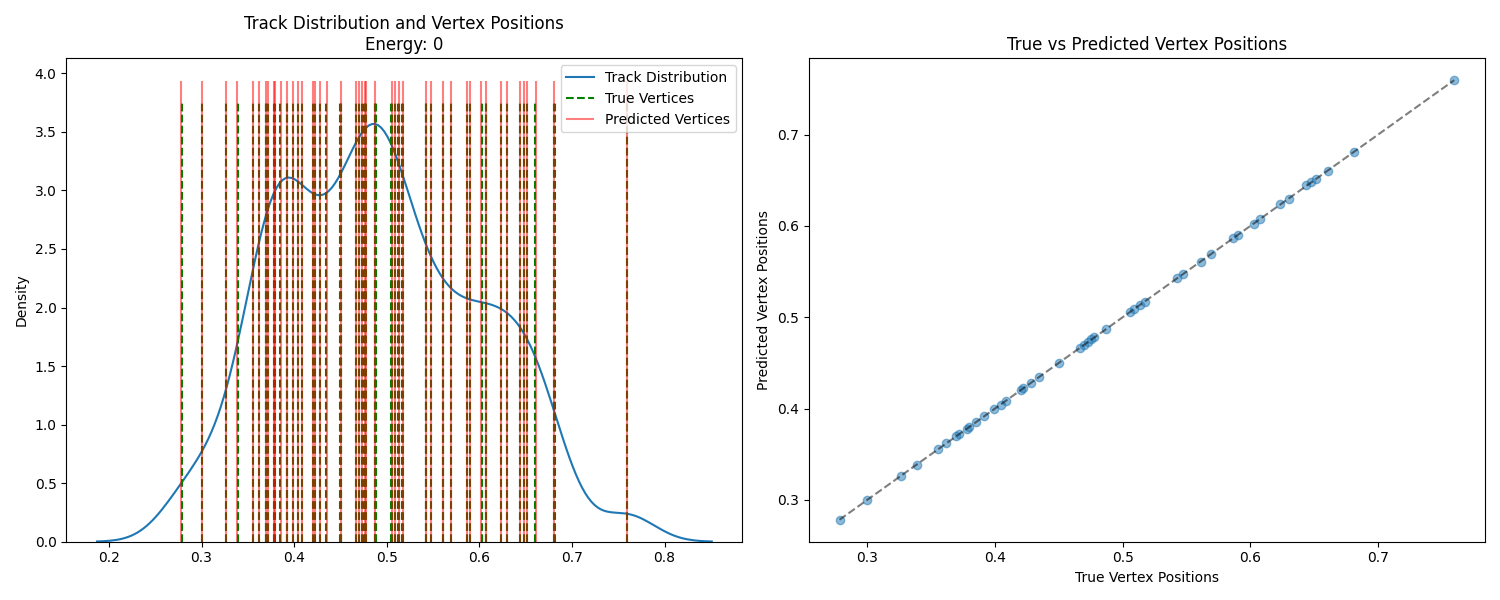 Track Distribution and Vertex Positions
Energy: 0
Density
4.0
3.5
3.0
2.5
2.0
1.5
1.0
0.5
0.0
0.2 0.3 0.4 0.5 0.6 0.7 0.8
Track Distribution
True Vertices
Predicted Vertices
True vs Predicted Vertex Positions
Predicted Vertex Positions
0.7
0.6
0.5
0.4
0.3
0.3 0.4 0.5 0.6 0.7
True Vertex Positions